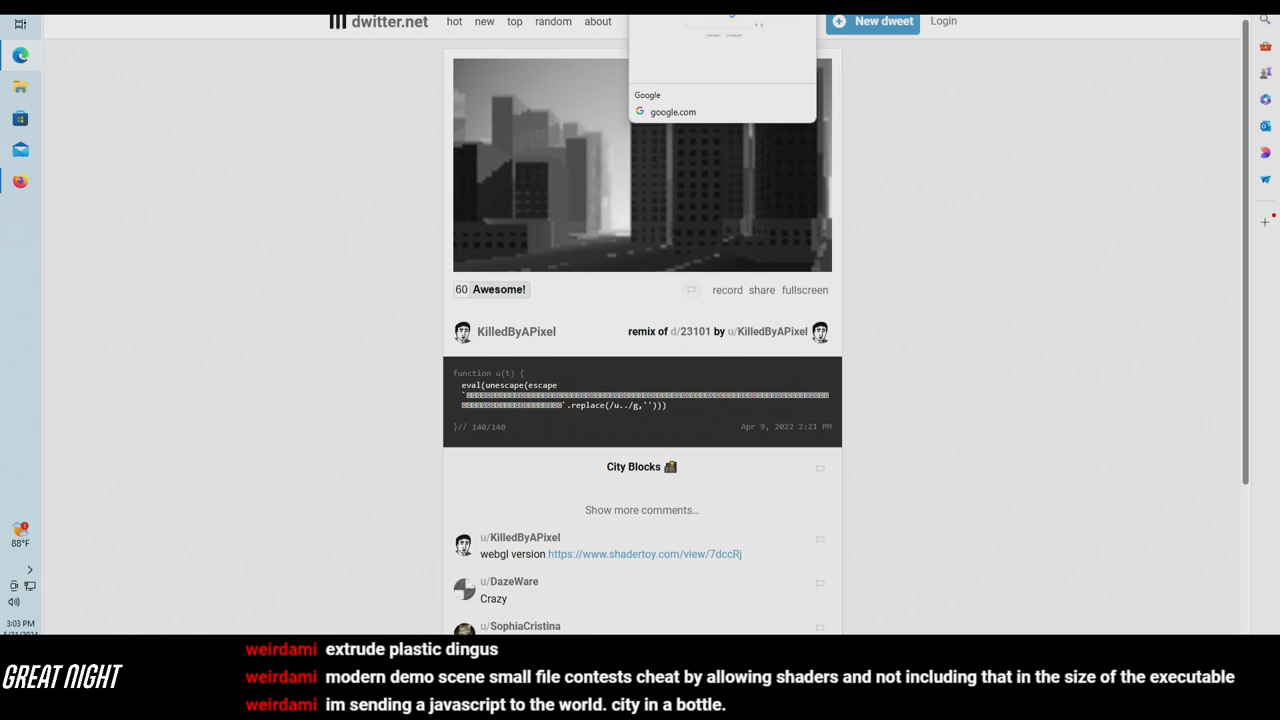 dwitter.net
hot new top random about
New dweet
Login
Google
google.com
60 Awesome!
record share fullscreen
KilledByAPixel
remix of d/23101 by u/KilledByAPixel
function u(t) {
eval(unescape(escape
`.replace(/u../g,'')))
}// 140/140
Apr 9, 2022 2:21 PM
City Blocks
Show more comments…
u/KilledByAPixel
webgl version https://www.shadertoy.com/view/7dccRj
u/DazeWare
Crazy
u/SophiaCristina
88°F
3:03 PM
GREAT NIGHT
weirdami extrude plastic dingus
weirdami modern demo scene small file contests cheat by allowing shaders and not including that in the size of the executable
weirdami im sending a javascript to the world. city in a bottle.